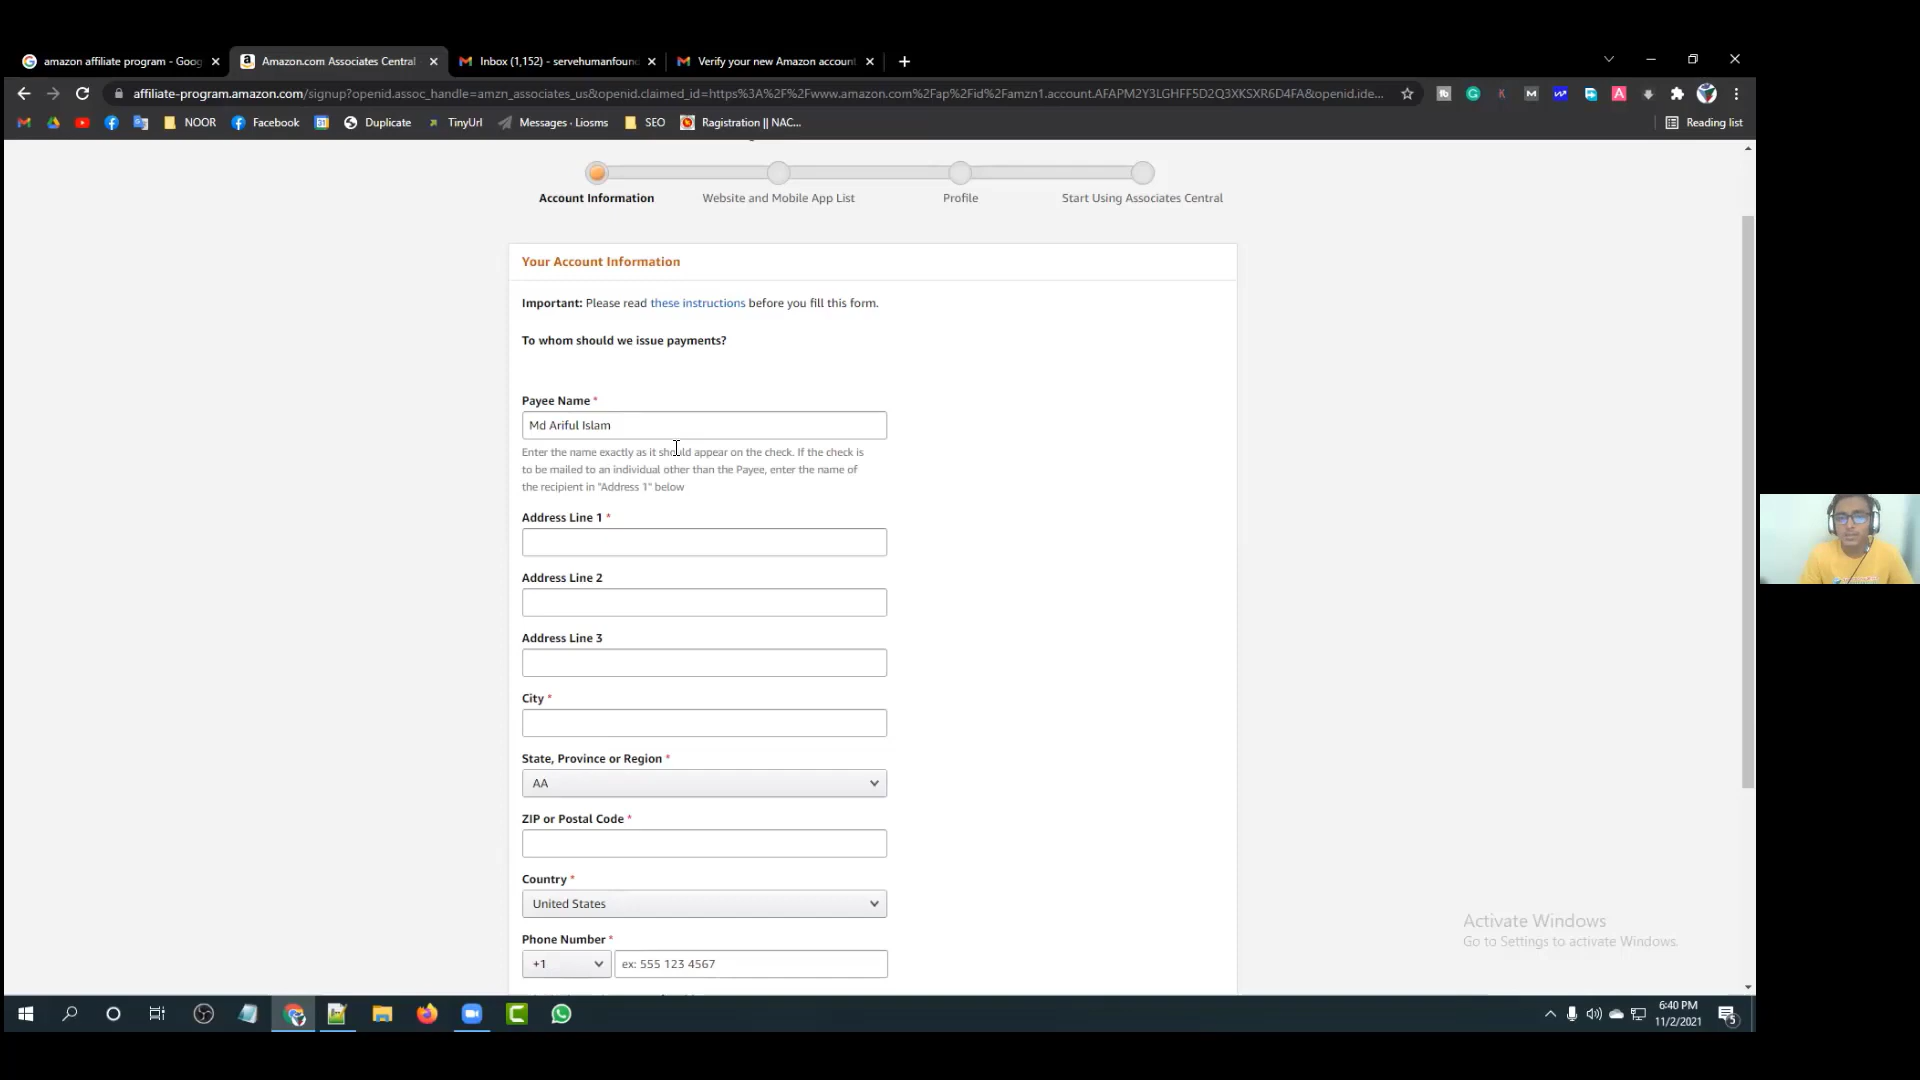 amazon affiliate program - Goog
Amazon.com Associates Central
Inbox (1,152) - servehumanfoun
Verify your new Amazon account
affiliate-program.amazon.com/signup?openid.assoc_handle=amzn_associates_us&openid.claimed_id=https%3A%2F%2Fwww.amazon.com%2Fap%2Fid%2Famzn1.account.AFAPM2Y3LGHFF5D2Q3XKSXR6D4FA&openid.ide...
NOOR
Facebook
Duplicate
TinyUrl
Messages · Liosms
SEO
Ragistration || NAC...
Reading list
Account Information
Website and Mobile App List
Profile
Start Using Associates Central
Your Account Information
Important: Please read these instructions before you fill this form.
To whom should we issue payments?
Payee Name *
Md Ariful Islam
Enter the name exactly as it should appear on the check. If the check is
to be mailed to an individual other than the Payee, enter the name of
the recipient in "Address 1" below
Address Line 1 *
Address Line 2
Address Line 3
City *
State, Province or Region *
AA
ZIP or Postal Code *
Country *
United States
Phone Number *
+1
ex: 555 123 4567
Activate Windows
Go to Settings to activate Windows.
6:40 PM
11/2/2021
5